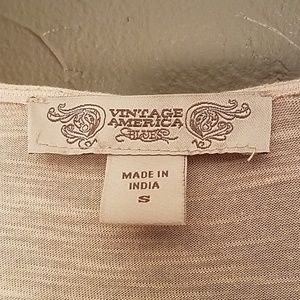 VINTAGE
AMERICA
BLUES
MADE IN
INDIA
S